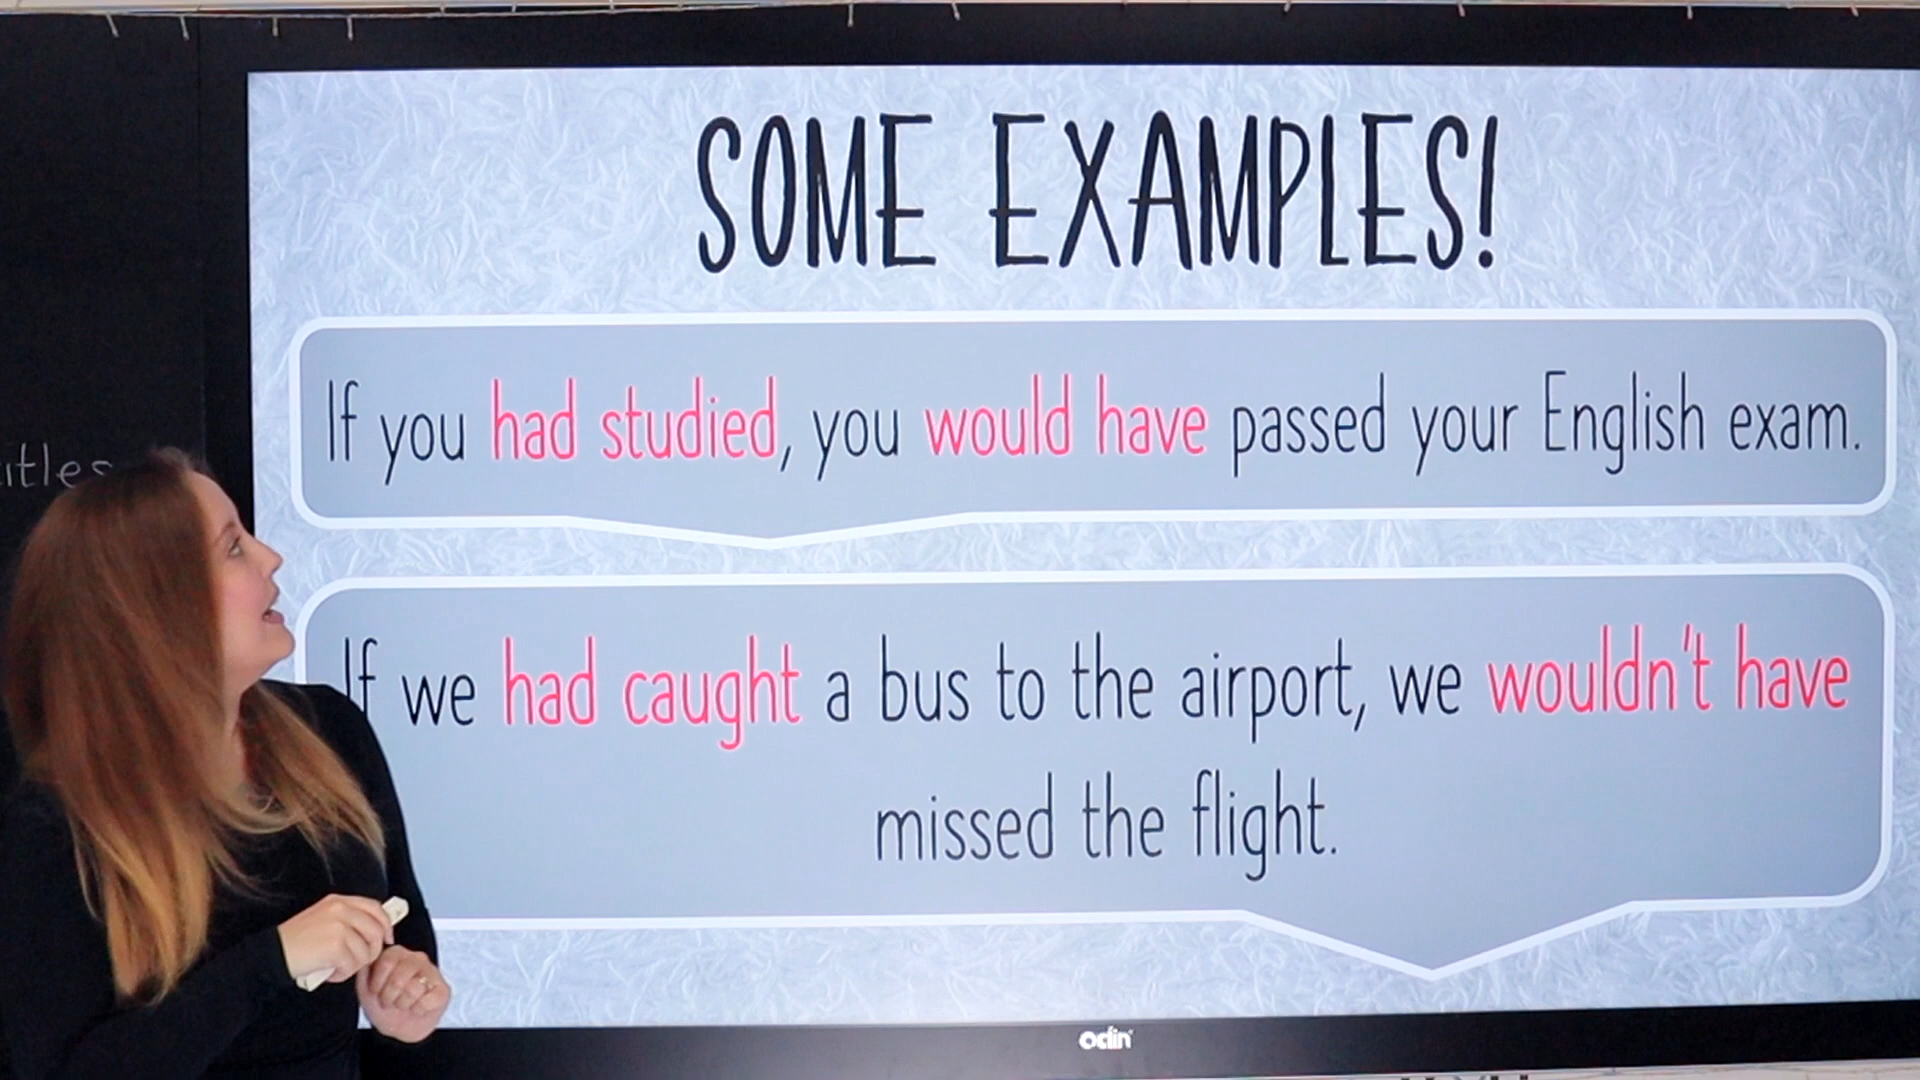 SOME EXAMPLES!
If you had studied, you would have passed your English exam.
If we had caught a bus to the airport, we wouldn't have
missed the flight.
odin